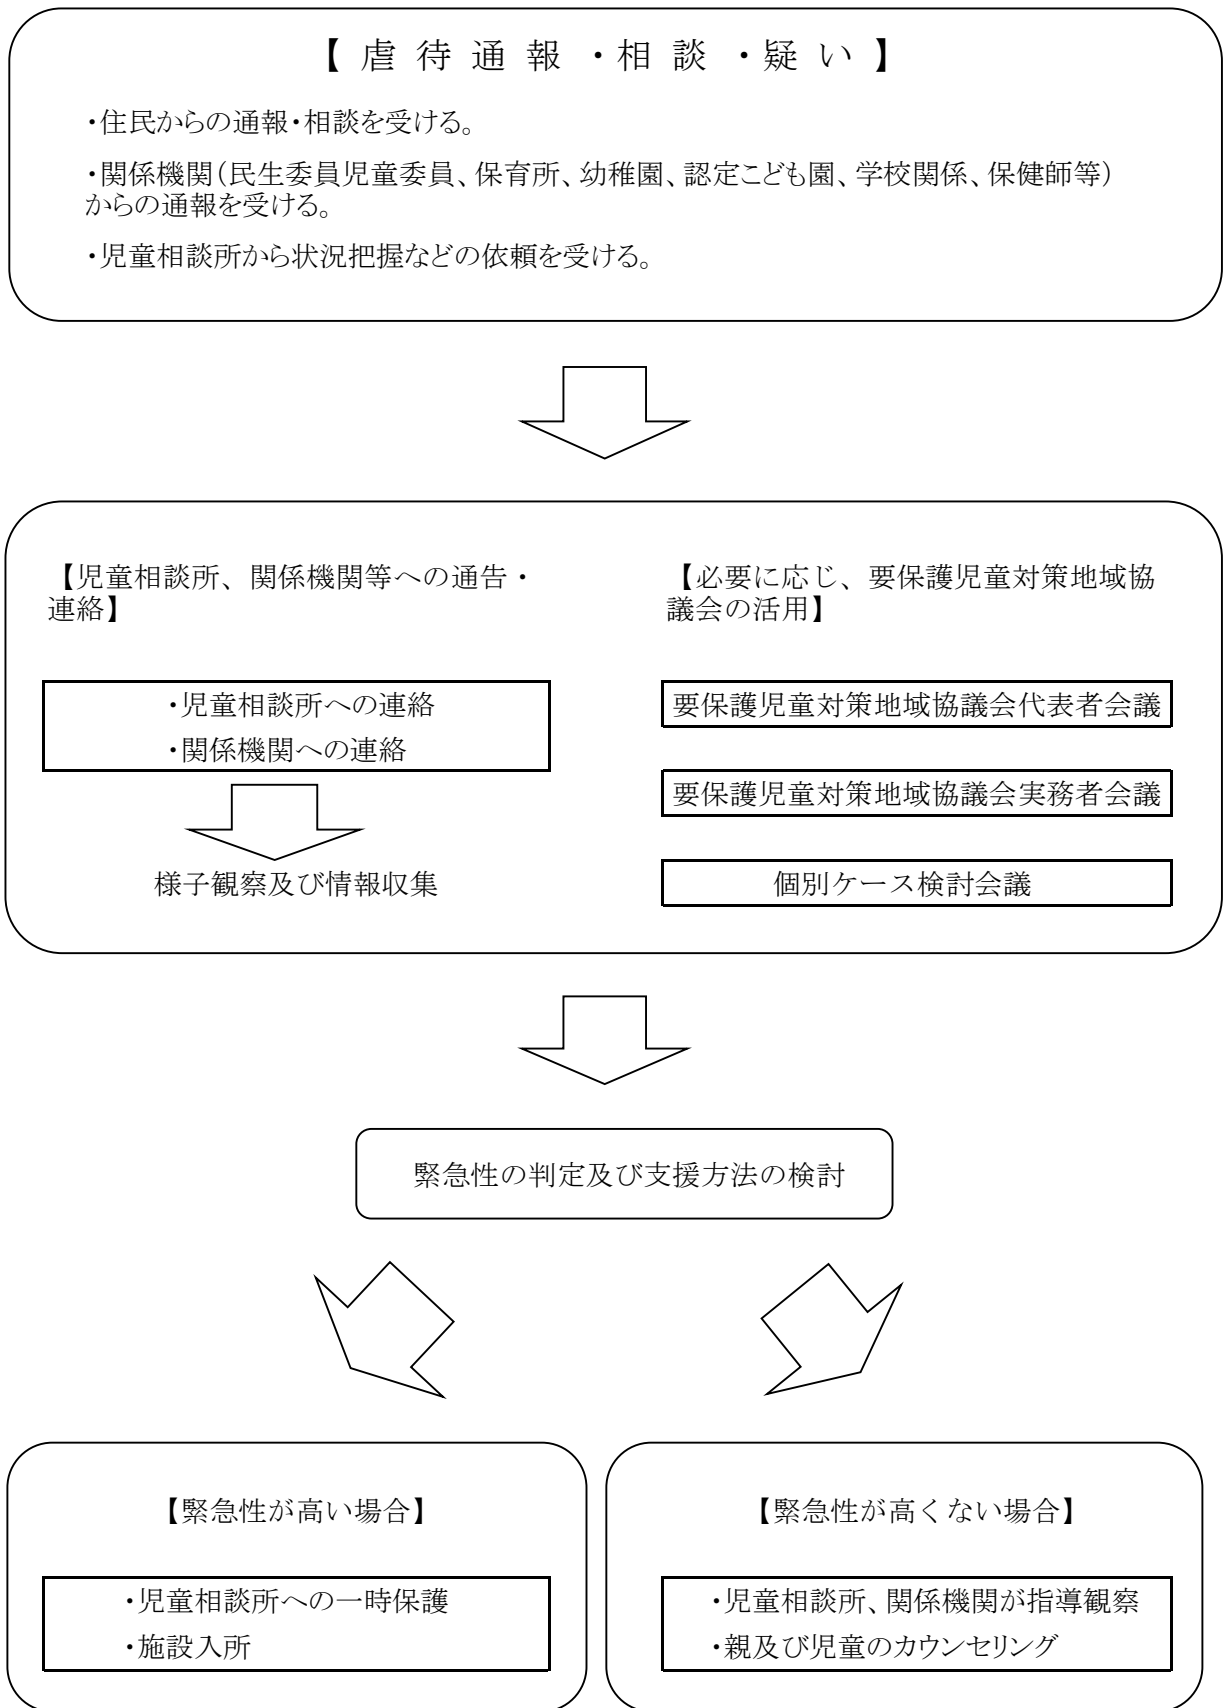 【 虐 待 通 報 ・相 談 ・疑 い 】
・住民からの通報・相談を受ける。
・関係機関(民生委員児童委員、保育所、幼稚園、認定こども園、学校関係、保健師等)
からの通報を受ける。
・児童相談所から状況把握などの依頼を受ける。
【児童相談所、関係機関等への通告・
連絡】
・児童相談所への連絡
・関係機関への連絡
様子観察及び情報収集
【必要に応じ、要保護児童対策地域協
議会の活用】
要保護児童対策地域協議会代表者会議
要保護児童対策地域協議会実務者会議
個別ケース検討会議
緊急性の判定及び支援方法の検討
【緊急性が高い場合】
・児童相談所への一時保護
・施設入所
【緊急性が高くない場合】
・児童相談所、関係機関が指導観察
・親及び児童のカウンセリング